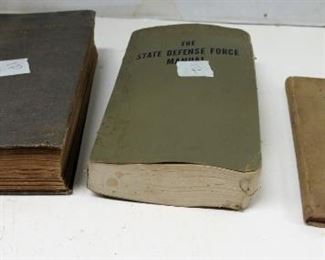 THE
STATE DEFENSE FORCE
MANUAL